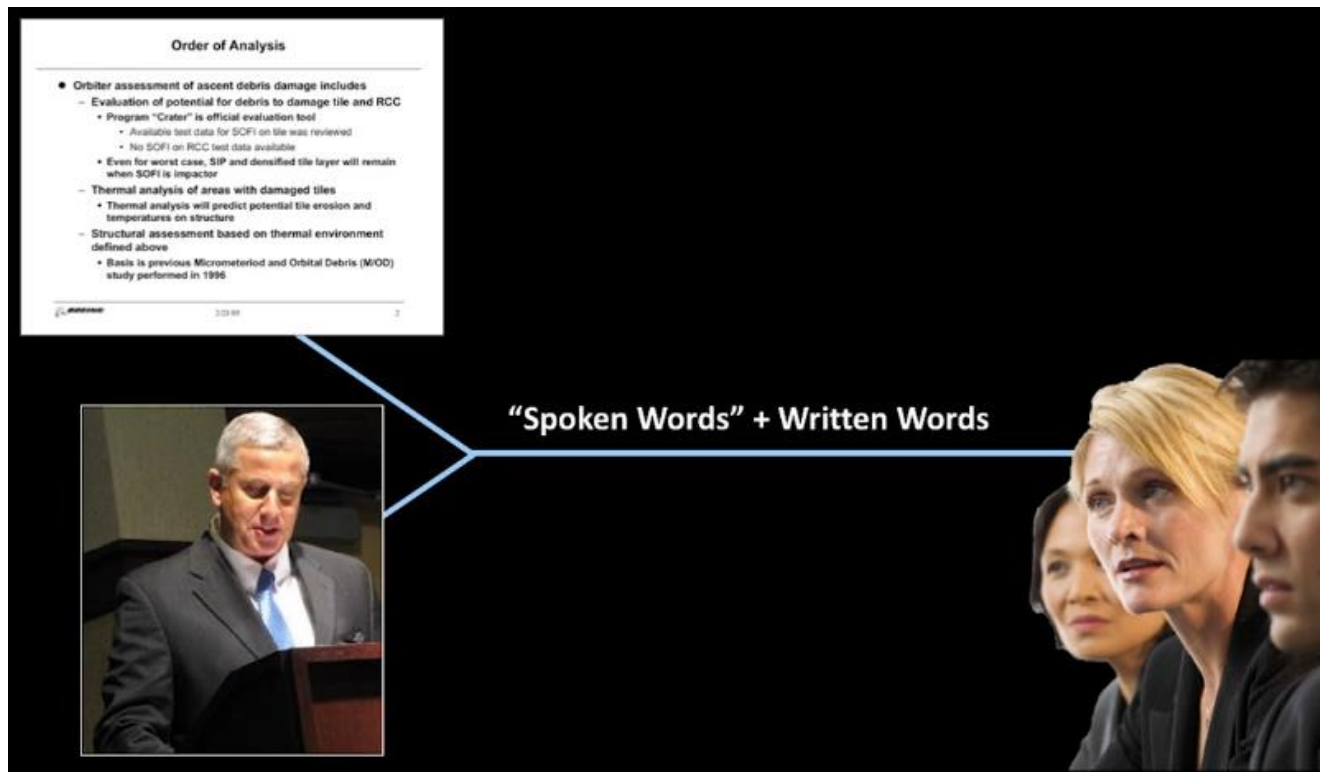 Order of Analysis
● Orbiter assessment of ascent debris damage includes
– Evaluation of potential for debris to damage tile and RCC
• Program “Crater” is official evaluation tool
• Available test data for SOFI on tile was reviewed
• No SOFI on RCC test data available
• Even for worst case, SIP and densified tile layer will remain
when SOFI is impactor
– Thermal analysis of areas with damaged tiles
• Thermal analysis will predict potential tile erosion and
temperatures on structure
– Structural assessment based on thermal environment
defined above
• Basis is previous Micrometeriod and Orbital Debris (M/OD)
study performed in 1996
BOEING
2
“Spoken Words” + Written Words